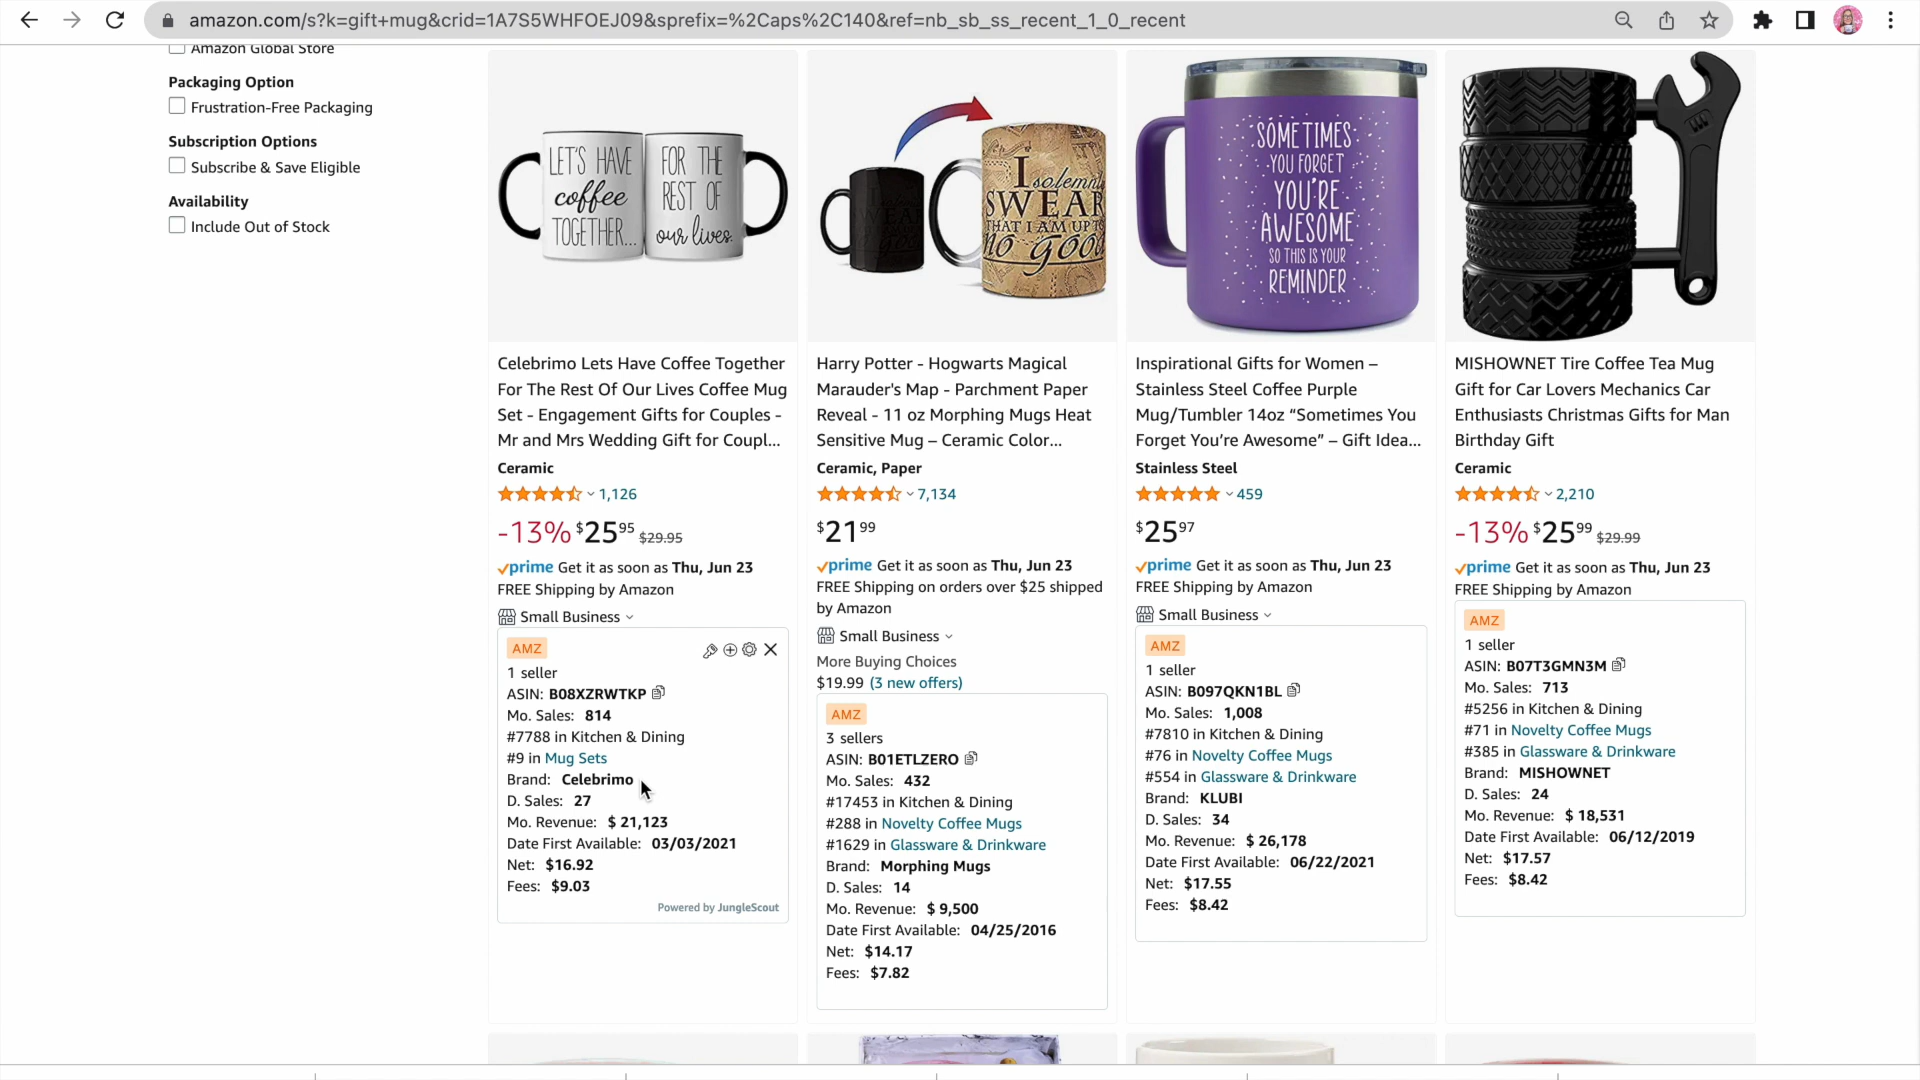 amazon.com/s?k=gift+mug&crid=1A7S5WHFOEJ09&sprefix=%2Caps%2C140&ref=nb_sb_ss_recent_1_0_recent
Amazon Global Store
Packaging Option
Frustration-Free Packaging
Subscription Options
Subscribe & Save Eligible
Availability
Include Out of Stock
LET'S HAVE
coffee
TOGETHER...
FOR THE
REST OF
our lives.
I solemnly
SWEAR
THAT I AM UP TO
no good
SOMETIMES
YOU FORGET
YOU'RE
AWESOME
SO THIS IS YOUR
REMINDER
Celebrimo Lets Have Coffee Together
For The Rest Of Our Lives Coffee Mug
Set - Engagement Gifts for Couples -
Mr and Mrs Wedding Gift for Coupl...
Ceramic
1,126
-13% $25 95 $29.95
prime Get it as soon as Thu, Jun 23
FREE Shipping by Amazon
Small Business
AMZ
1 seller
ASIN: B08XZRWTKP
Mo. Sales: 814
#7788 in Kitchen & Dining
#9 in Mug Sets
Brand: Celebrimo
D. Sales: 27
Mo. Revenue: $ 21,123
Date First Available: 03/03/2021
Net: $16.92
Fees: $9.03
Powered by JungleScout
Harry Potter - Hogwarts Magical
Marauder's Map - Parchment Paper
Reveal - 11 oz Morphing Mugs Heat
Sensitive Mug – Ceramic Color...
Ceramic, Paper
7,134
$21 99
prime Get it as soon as Thu, Jun 23
FREE Shipping on orders over $25 shipped
by Amazon
Small Business
More Buying Choices
$19.99 (3 new offers)
AMZ
3 sellers
ASIN: B01ETLZERO
Mo. Sales: 432
#17453 in Kitchen & Dining
#288 in Novelty Coffee Mugs
#1629 in Glassware & Drinkware
Brand: Morphing Mugs
D. Sales: 14
Mo. Revenue: $ 9,500
Date First Available: 04/25/2016
Net: $14.17
Fees: $7.82
Inspirational Gifts for Women –
Stainless Steel Coffee Purple
Mug/Tumbler 14oz “Sometimes You
Forget You’re Awesome” – Gift Idea...
Stainless Steel
459
$25 97
prime Get it as soon as Thu, Jun 23
FREE Shipping by Amazon
Small Business
AMZ
1 seller
ASIN: B097QKN1BL
Mo. Sales: 1,008
#7810 in Kitchen & Dining
#76 in Novelty Coffee Mugs
#554 in Glassware & Drinkware
Brand: KLUBI
D. Sales: 34
Mo. Revenue: $ 26,178
Date First Available: 06/22/2021
Net: $17.55
Fees: $8.42
MISHOWNET Tire Coffee Tea Mug
Gift for Car Lovers Mechanics Car
Enthusiasts Christmas Gifts for Man
Birthday Gift
Ceramic
2,210
-13% $25 99 $29.99
prime Get it as soon as Thu, Jun 23
FREE Shipping by Amazon
AMZ
1 seller
ASIN: B07T3GMN3M
Mo. Sales: 713
#5256 in Kitchen & Dining
#71 in Novelty Coffee Mugs
#385 in Glassware & Drinkware
Brand: MISHOWNET
D. Sales: 24
Mo. Revenue: $ 18,531
Date First Available: 06/12/2019
Net: $17.57
Fees: $8.42